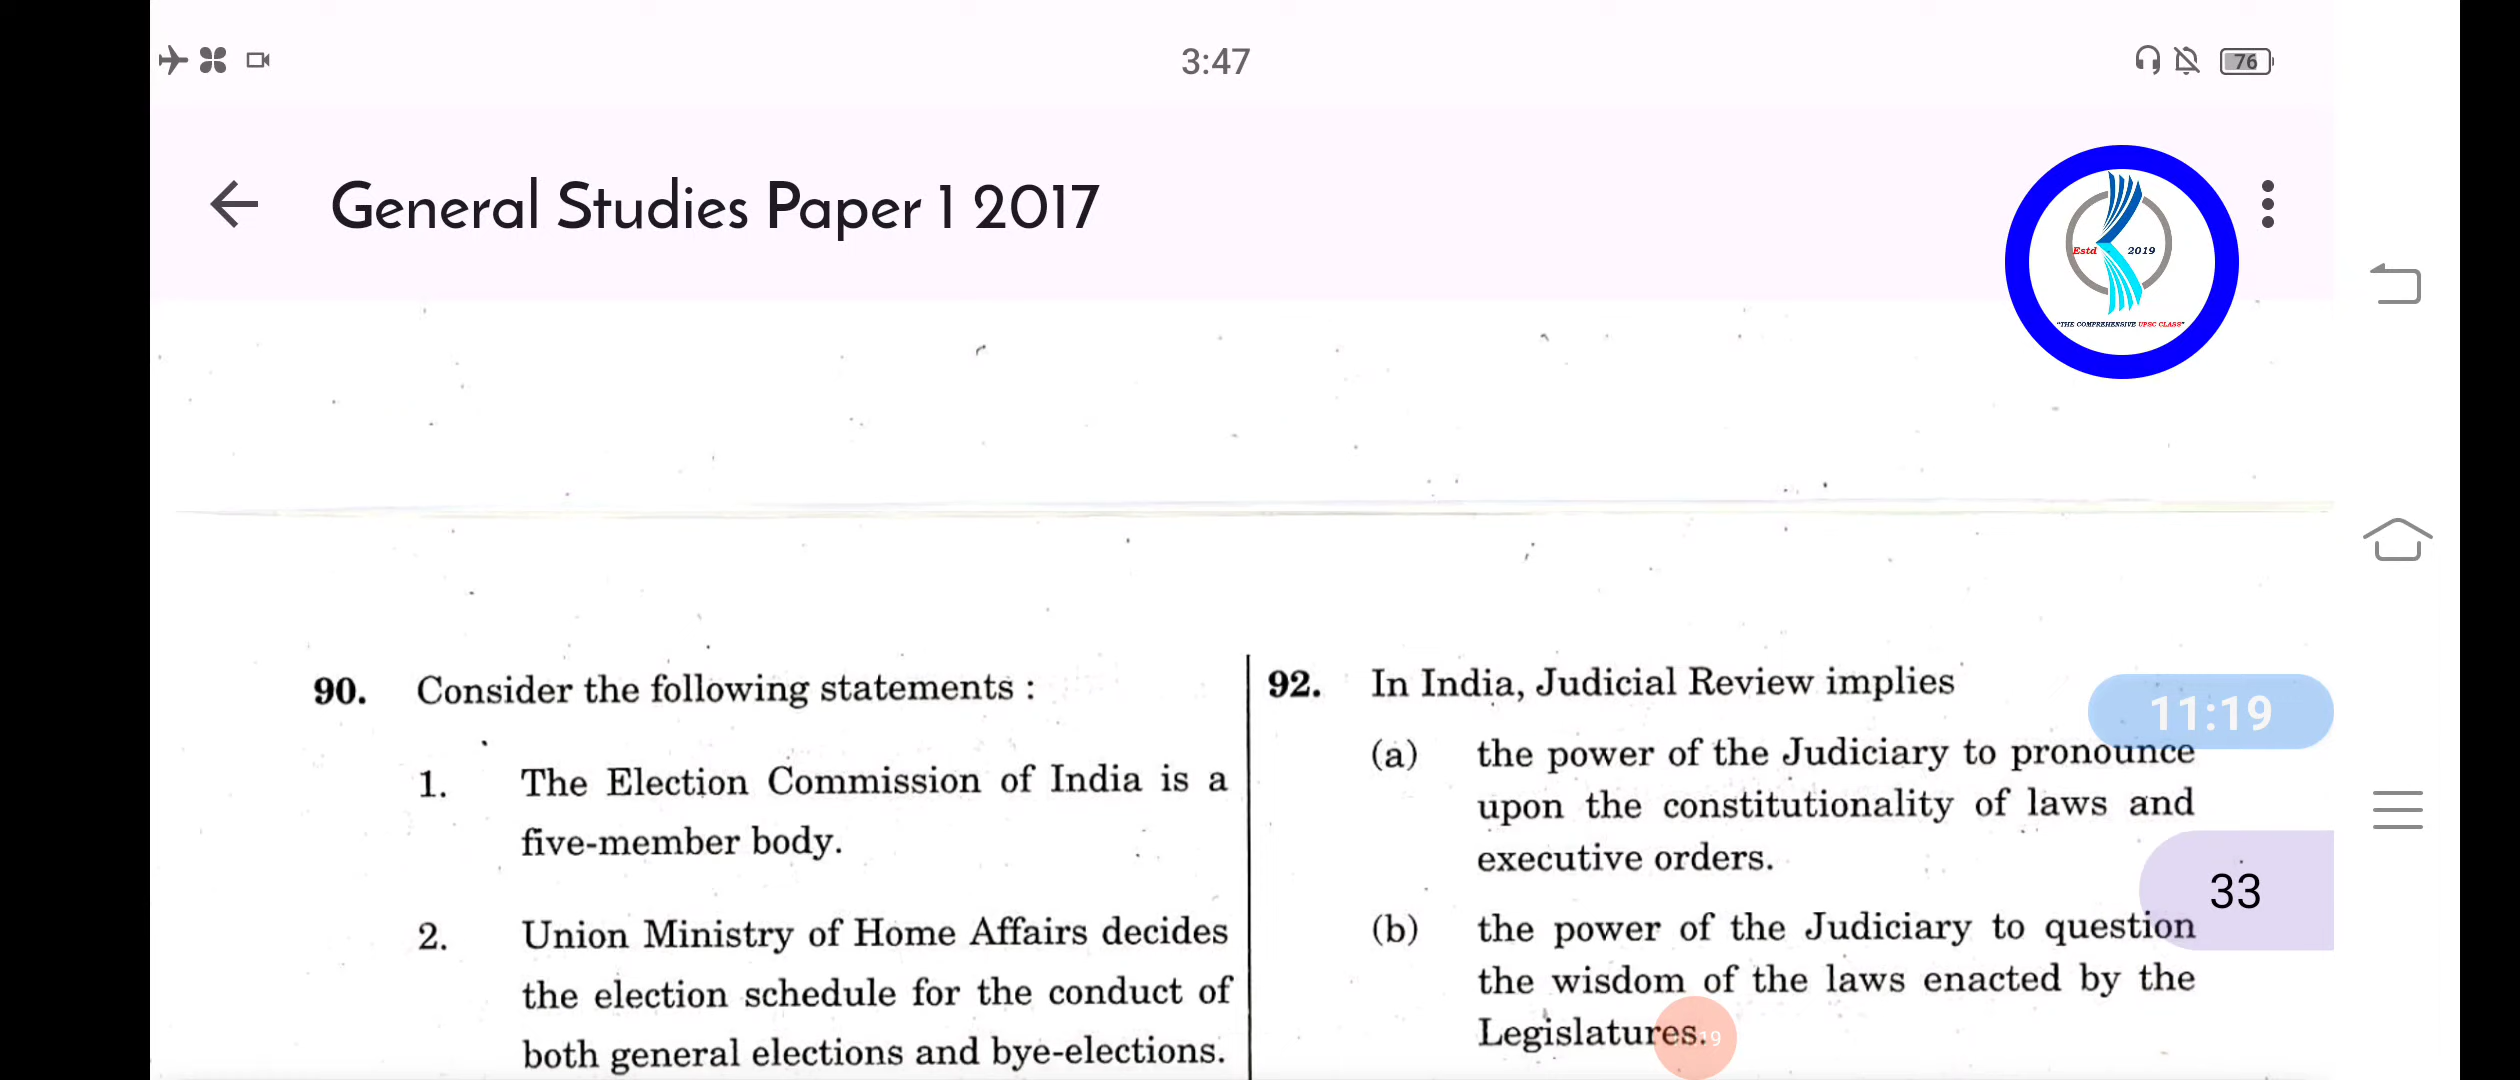 3:47
76
General Studies Paper 1 2017
Estd 2019
"THE COMPREHENSIVE UPSC CLASS"
90. Consider the following statements :
1. The Election Commission of India is a
five-member body.
2. Union Ministry of Home Affairs decides
the election schedule for the conduct of
both general elections and bye-elections.
92. In India, Judicial Review implies
(a) the power of the Judiciary to pronounce
upon the constitutionality of laws and
executive orders.
(b) the power of the Judiciary to question
the wisdom of the laws enacted by the
Legislatures.
11:19
33